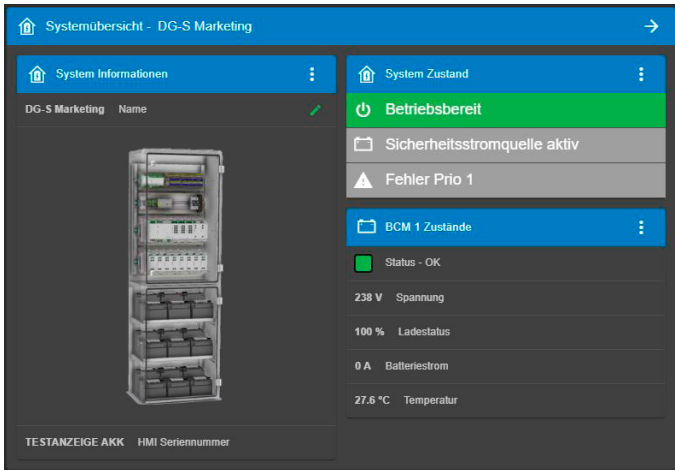 Systemübersicht - DG-S Marketing
System Informationen
DG-S Marketing Name
TESTANZEIGE AKK HMI Seriennummer
System Zustand
Betriebsbereit
Sicherheitsstromquelle aktiv
Fehler Prio 1
BCM 1 Zustände
Status - OK
238 V Spannung
100 % Ladestatus
0 A Batteriestrom
27.6 °C Temperatur